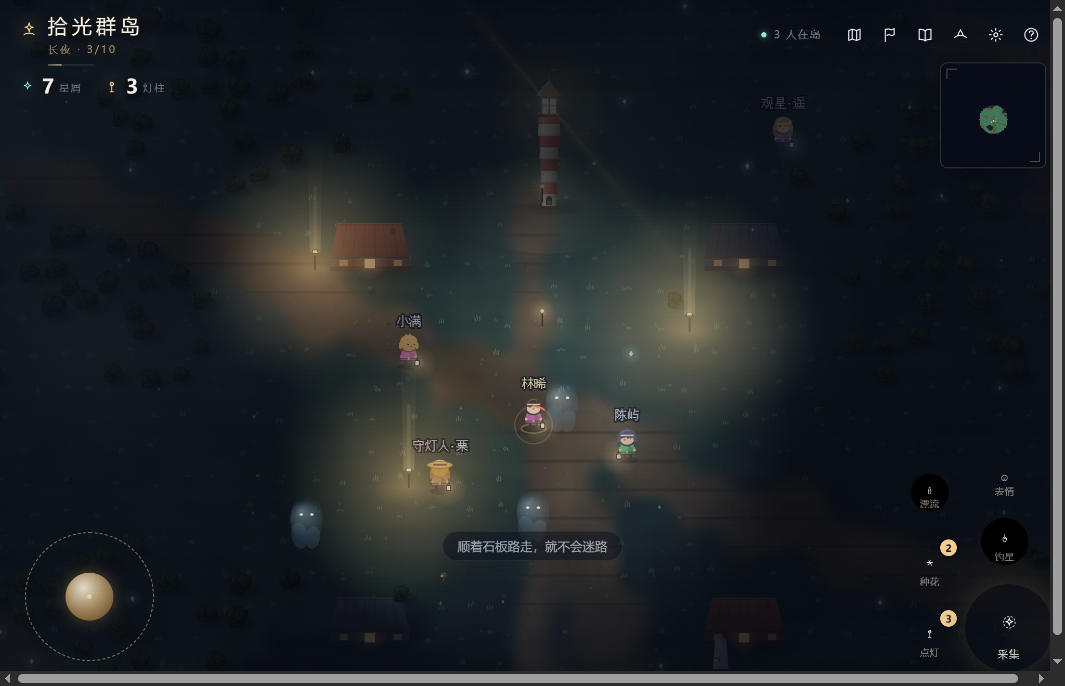 拾光群岛
长夜 · 3/10
7 星屑 3 灯柱
3 人在岛
观星·遥
小满
林晞
陈屿
守灯人·粟
顺着石板路走，就不会迷路
漂流
表情
钓星
2
种花
3
点灯
采集